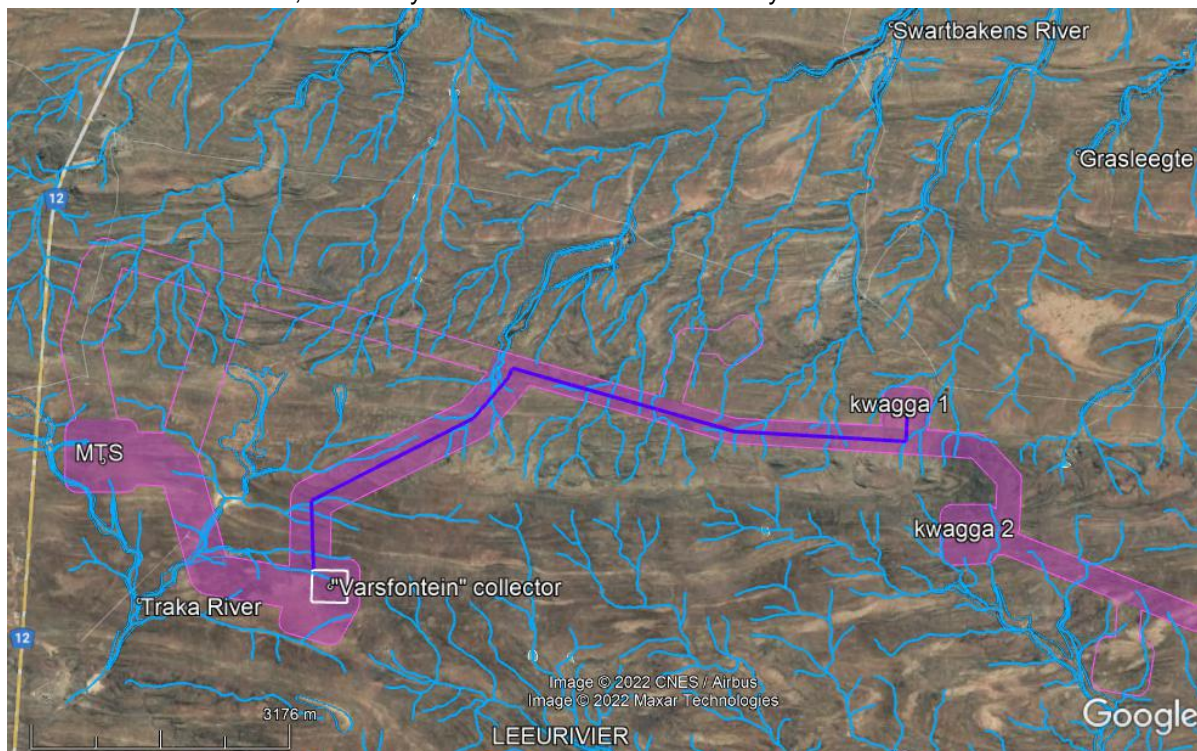 Swartbakens River
Grasleegte
12
kwagga 1
MTS
kwagga 2
"Varsfontein" collector
Traka River
12
Image © 2022 CNES / Airbus
Image © 2022 Maxar Technologies
3176 m
LEEURIVIER
Google